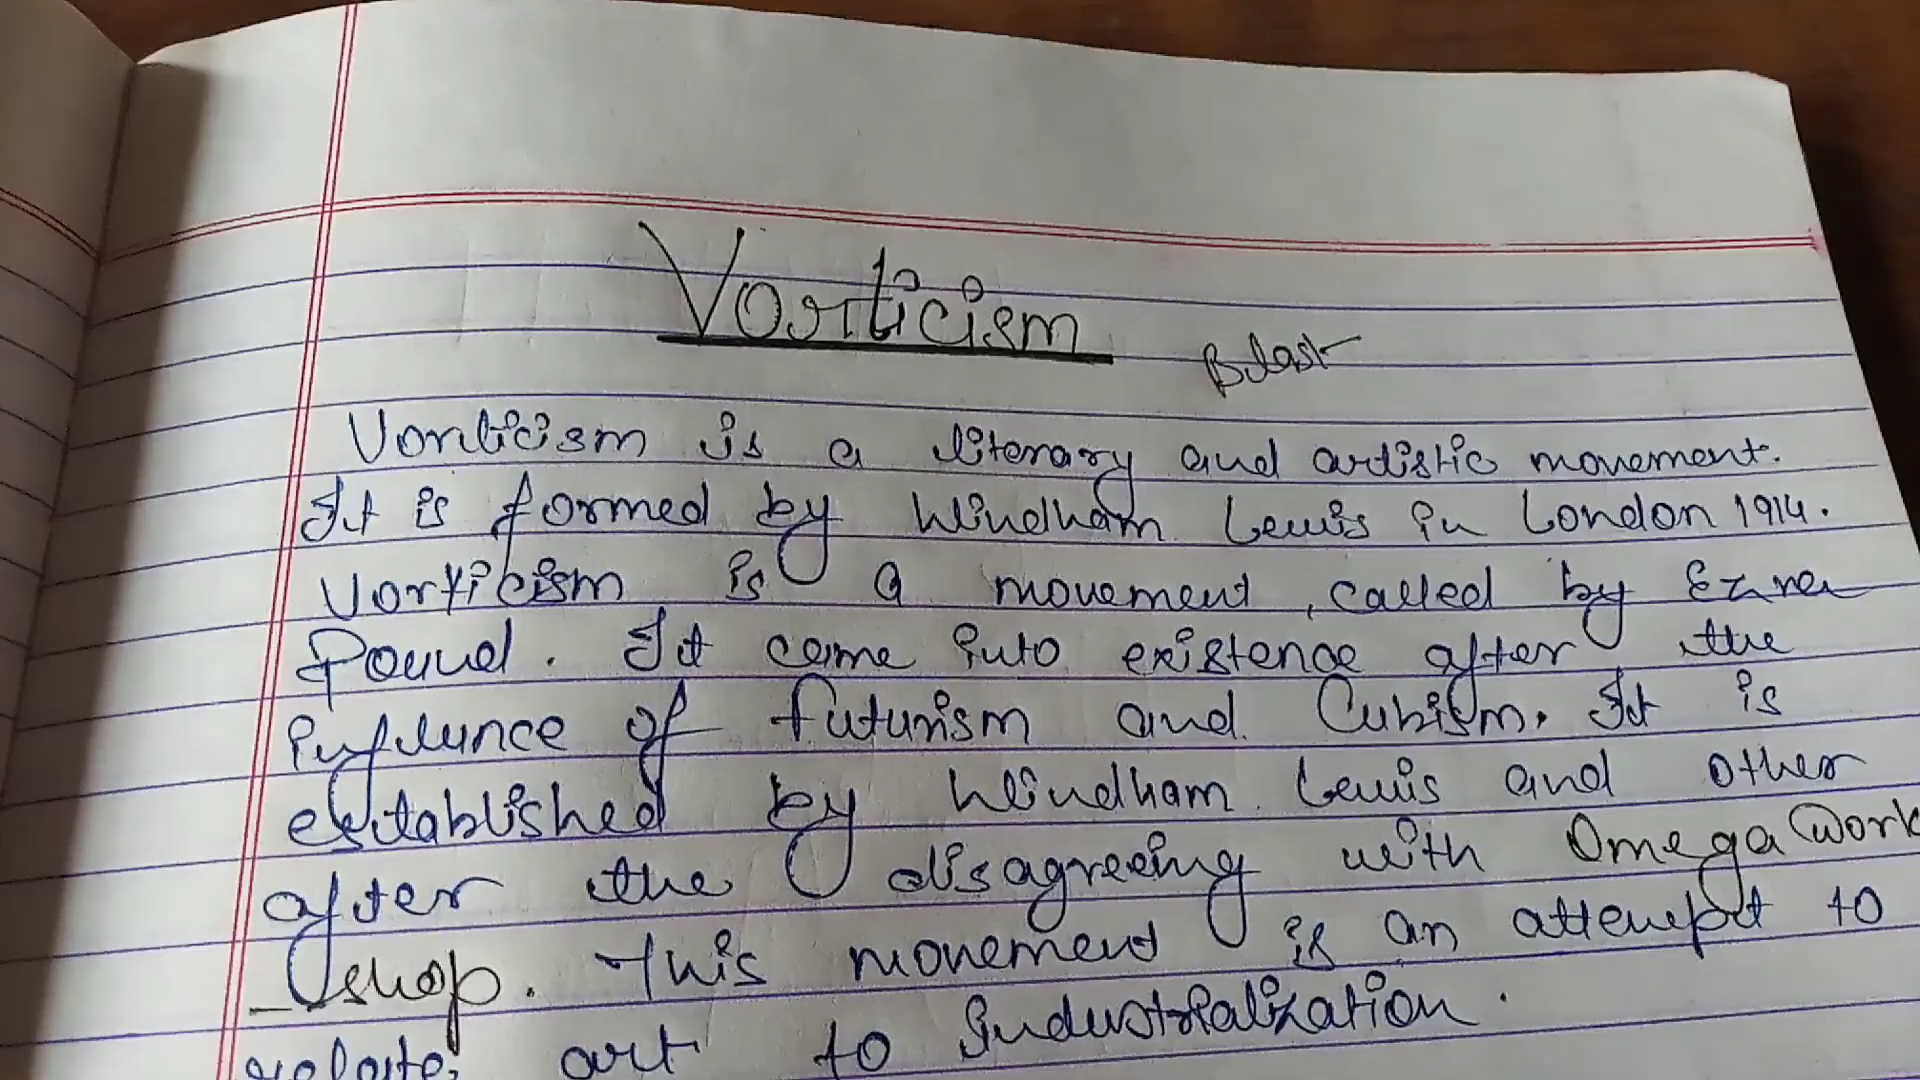 Vorticism
Blast
Vorticism is a literary and artistic movement.
It is formed by Windham Lewis in London 1914.
Vorticism is a movement, called by Ezra
Pound. It came into existence after the
influnce of futurism and Cubism. It is
established by Windham Lewis and other
after the disagreeing with Omega Work
shop. This movement is an attempt to
relate art to Industrialization.